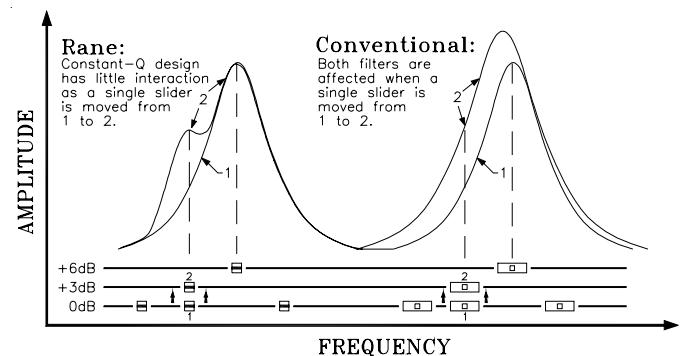 Rane:
Constant-Q design
has little interaction
as a single slider
is moved from
1 to 2.
2
1
Conventional:
Both filters are
affected when a
single slider is
moved from
1 to 2.
2
1
AMPLITUDE
+6dB
+3dB
2
2
0dB
1
1
FREQUENCY